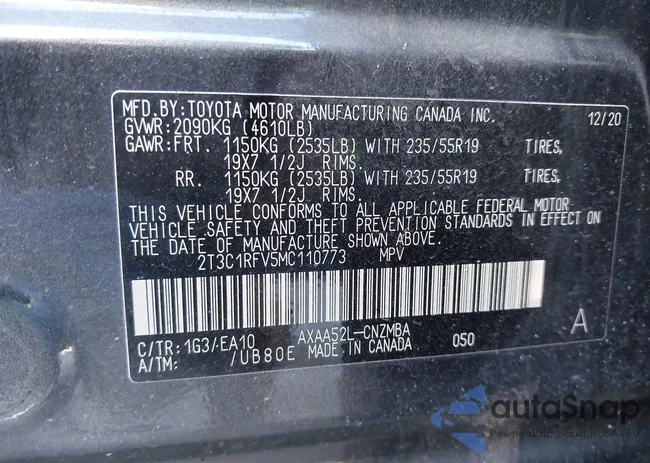 MFD.BY:TOYOTA MOTOR MANUFACTURING CANADA INC. 12/20
GVWR:2090KG (4610LB)
GAWR:FRT. 1150KG (2535LB) WITH 235/55R19 TIRES,
19X7 1/2J RIMS.
RR. 1150KG (2535LB) WITH 235/55R19 TIRES,
19X7 1/2J RIMS.
THIS VEHICLE CONFORMS TO ALL APPLICABLE FEDERAL MOTOR
VEHICLE SAFETY AND THEFT PREVENTION STANDARDS IN EFFECT ON
THE DATE OF MANUFACTURE SHOWN ABOVE.
2T3C1RFV5MC110773 MPV
C/TR:1G3/EA10 AXAA52L-CNZMBA A
A/TM: /UB80E MADE IN CANADA 050
autoSnap